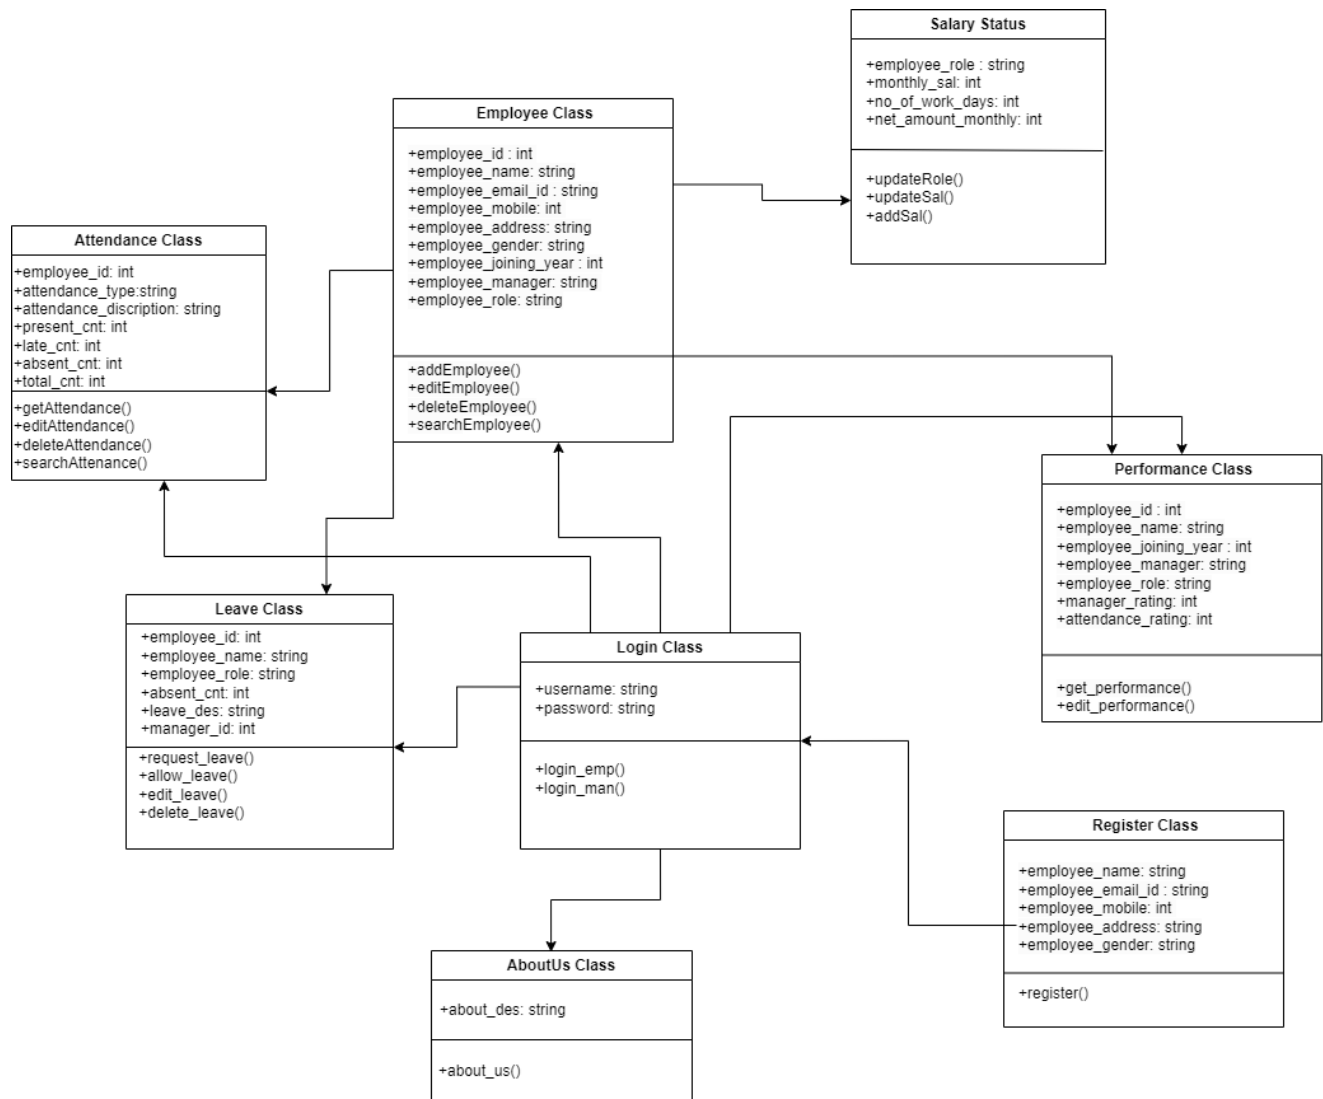 Salary Status
+employee_role : string
+monthly_sal: int
+no_of_work_days: int
+net_amount_monthly: int
+updateRole()
+updateSal()
+addSal()
Employee Class
+employee_id : int
+employee_name: string
+employee_email_id : string
+employee_mobile: int
+employee_address: string
+employee_gender: string
+employee_joining_year : int
+employee_manager: string
+employee_role: string
+addEmployee()
+editEmployee()
+deleteEmployee()
+searchEmployee()
Attendance Class
+employee_id: int
+attendance_type:string
+attendance_discription: string
+present_cnt: int
+late_cnt: int
+absent_cnt: int
+total_cnt: int
+getAttendance()
+editAttendance()
+deleteAttendance()
+searchAttenance()
Performance Class
+employee_id : int
+employee_name: string
+employee_joining_year : int
+employee_manager: string
+employee_role: string
+manager_rating: int
+attendance_rating: int
+get_performance()
+edit_performance()
Leave Class
+employee_id: int
+employee_name: string
+employee_role: string
+absent_cnt: int
+leave_des: string
+manager_id: int
+request_leave()
+allow_leave()
+edit_leave()
+delete_leave()
Login Class
+username: string
+password: string
+login_emp()
+login_man()
Register Class
+employee_name: string
+employee_email_id : string
+employee_mobile: int
+employee_address: string
+employee_gender: string
+register()
AboutUs Class
+about_des: string
+about_us()